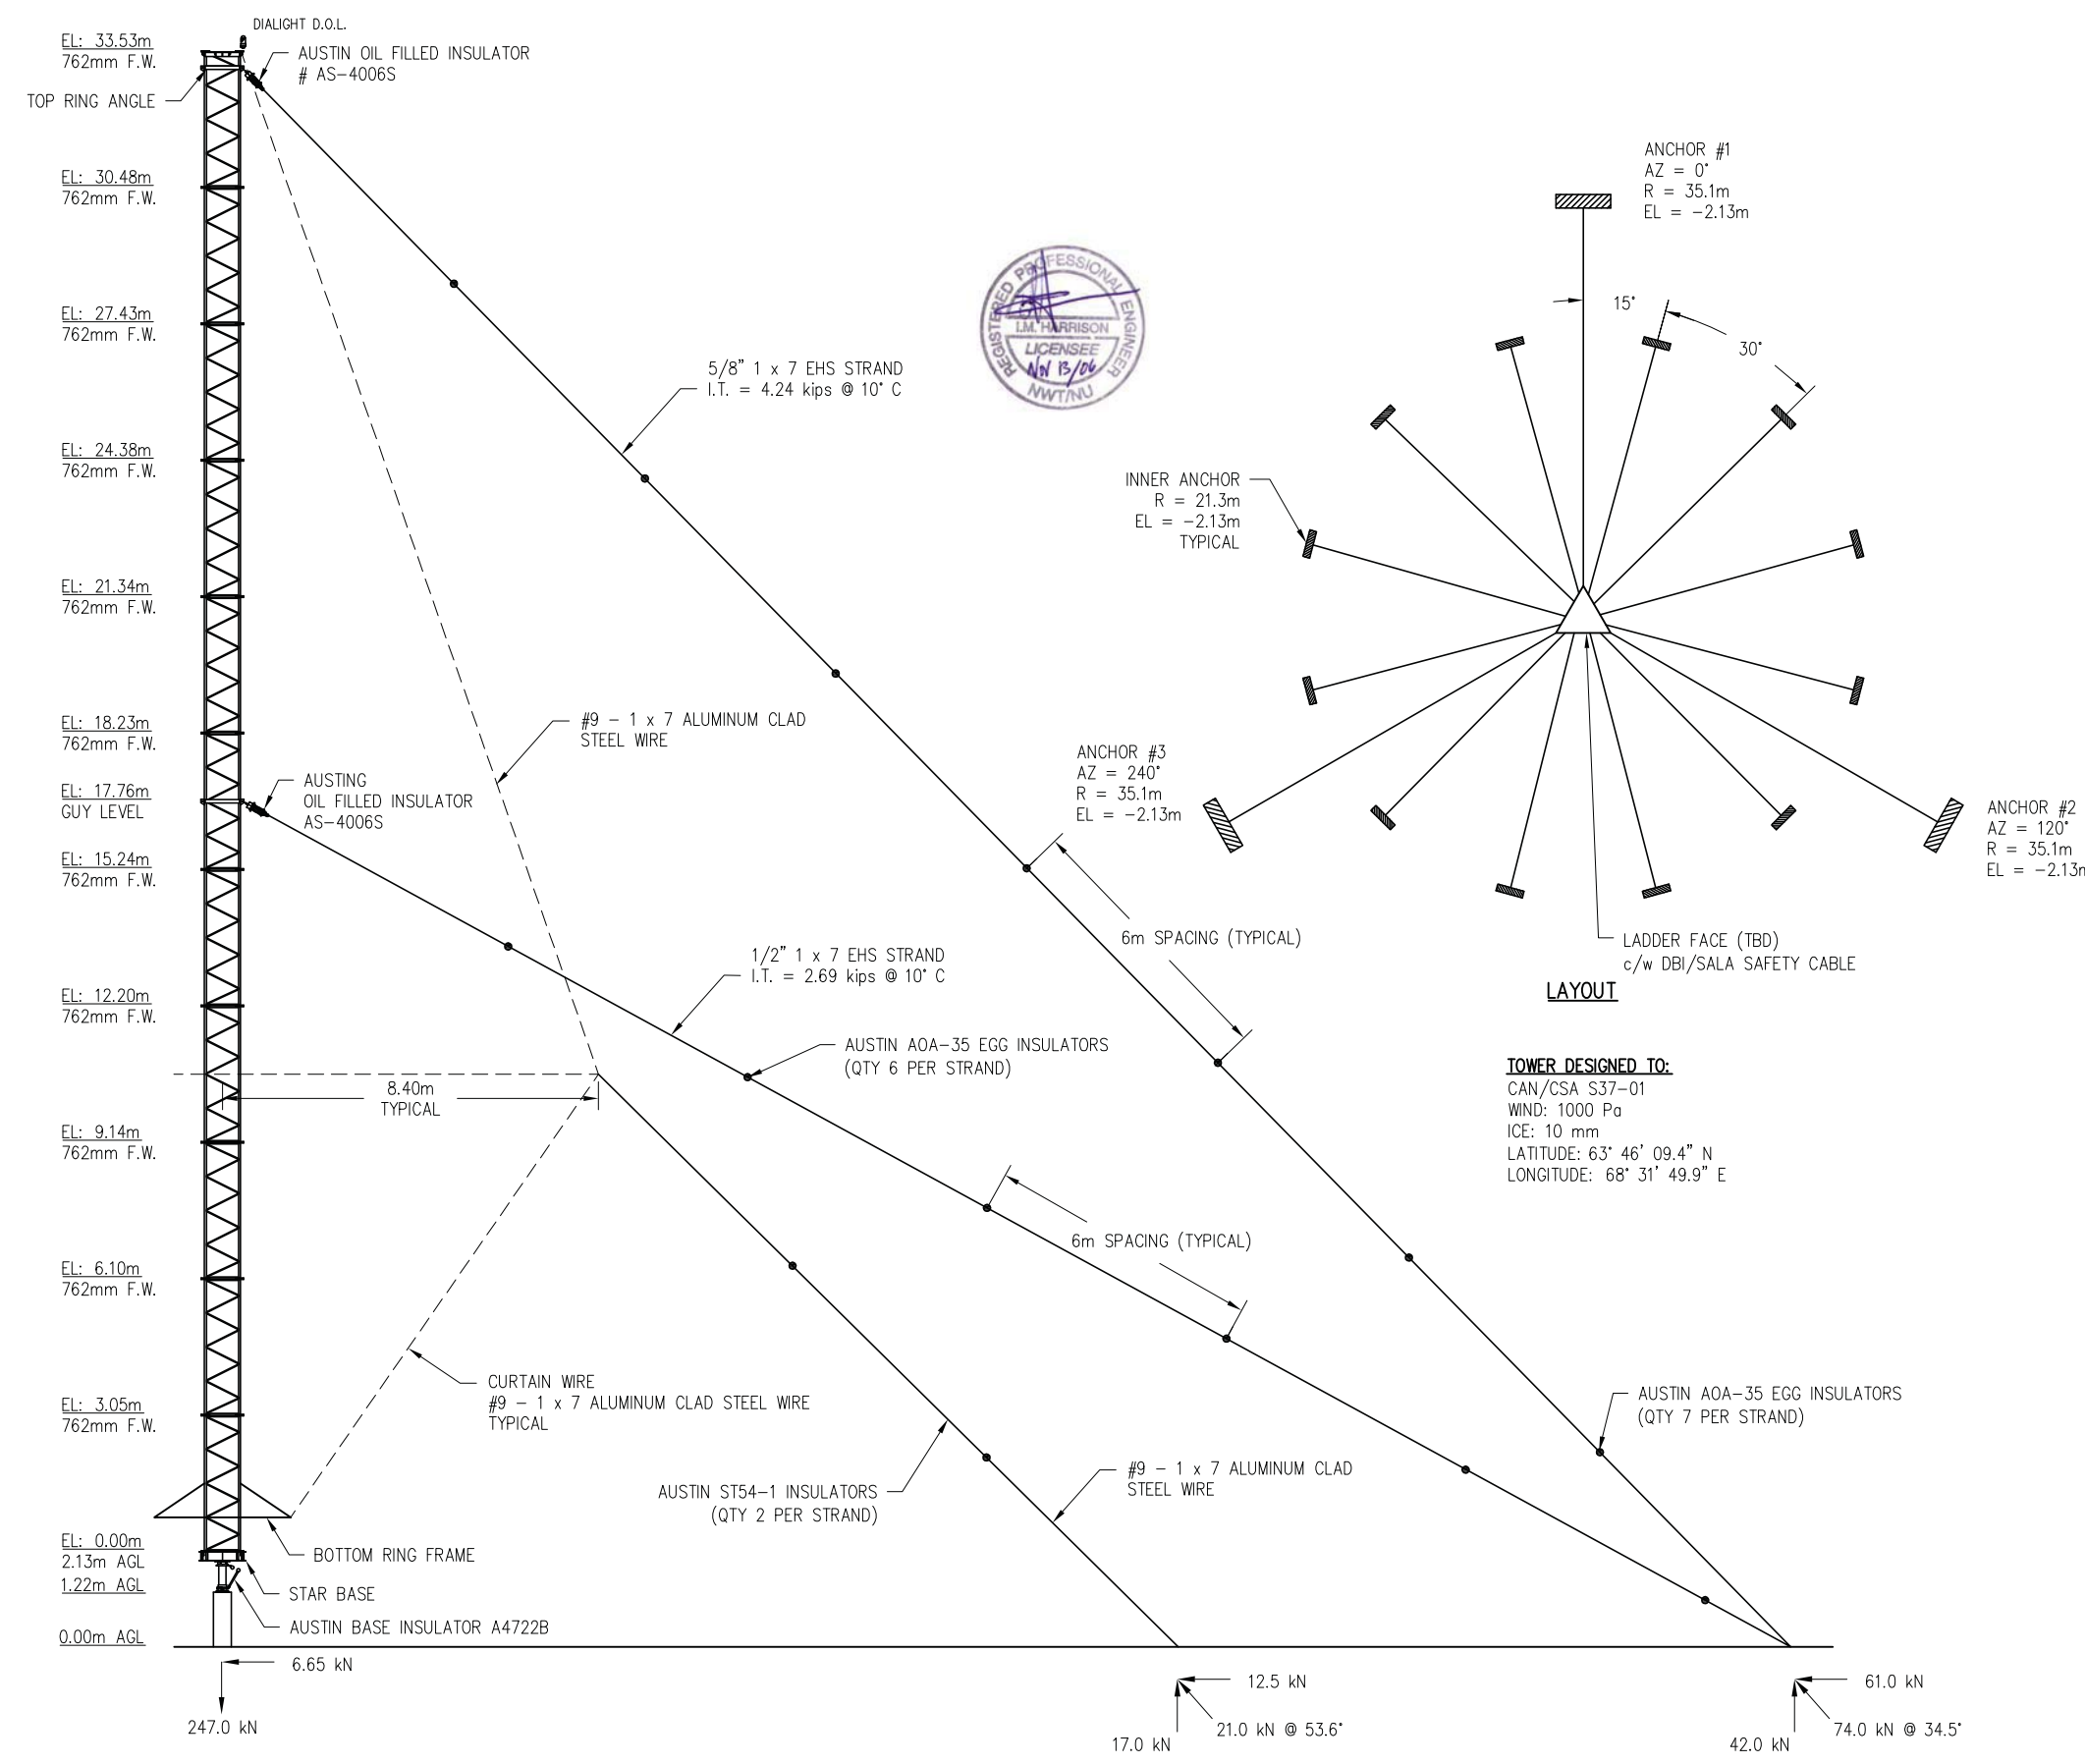 DIALIGHT D.O.L.
EL: 33.53m
762mm F.W.
AUSTIN OIL FILLED INSULATOR
# AS-4006S
TOP RING ANGLE
EL: 30.48m
762mm F.W.
EL: 27.43m
762mm F.W.
5/8" 1 x 7 EHS STRAND
I.T. = 4.24 kips @ 10° C
EL: 24.38m
762mm F.W.
EL: 21.34m
762mm F.W.
EL: 18.23m
762mm F.W.
#9 - 1 x 7 ALUMINUM CLAD
STEEL WIRE
EL: 17.76m
GUY LEVEL
AUSTING
OIL FILLED INSULATOR
AS-4006S
EL: 15.24m
762mm F.W.
6m SPACING (TYPICAL)
1/2" 1 x 7 EHS STRAND
I.T. = 2.69 kips @ 10° C
EL: 12.20m
762mm F.W.
AUSTIN AOA-35 EGG INSULATORS
(QTY 6 PER STRAND)
8.40m
TYPICAL
EL: 9.14m
762mm F.W.
6m SPACING (TYPICAL)
EL: 6.10m
762mm F.W.
CURTAIN WIRE
#9 - 1 x 7 ALUMINUM CLAD STEEL WIRE
TYPICAL
EL: 3.05m
762mm F.W.
AUSTIN AOA-35 EGG INSULATORS
(QTY 7 PER STRAND)
#9 - 1 x 7 ALUMINUM CLAD
STEEL WIRE
AUSTIN ST54-1 INSULATORS
(QTY 2 PER STRAND)
EL: 0.00m
2.13m AGL
1.22m AGL
BOTTOM RING FRAME
STAR BASE
AUSTIN BASE INSULATOR A4722B
0.00m AGL
6.65 kN
247.0 kN
12.5 kN
21.0 kN @ 53.6°
17.0 kN
61.0 kN
74.0 kN @ 34.5°
42.0 kN
REGISTERED PROFESSIONAL ENGINEER
I.M. HARRISON
LICENSEE
Nov 13/06
NWT/NU
ANCHOR #1
AZ = 0°
R = 35.1m
EL = -2.13m
15°
30°
INNER ANCHOR
R = 21.3m
EL = -2.13m
TYPICAL
ANCHOR #3
AZ = 240°
R = 35.1m
EL = -2.13m
ANCHOR #2
AZ = 120°
R = 35.1m
EL = -2.13m
LADDER FACE (TBD)
c/w DBI/SALA SAFETY CABLE
LAYOUT
TOWER DESIGNED TO:
CAN/CSA S37-01
WIND: 1000 Pa
ICE: 10 mm
LATITUDE: 63° 46' 09.4" N
LONGITUDE: 68° 31' 49.9" E